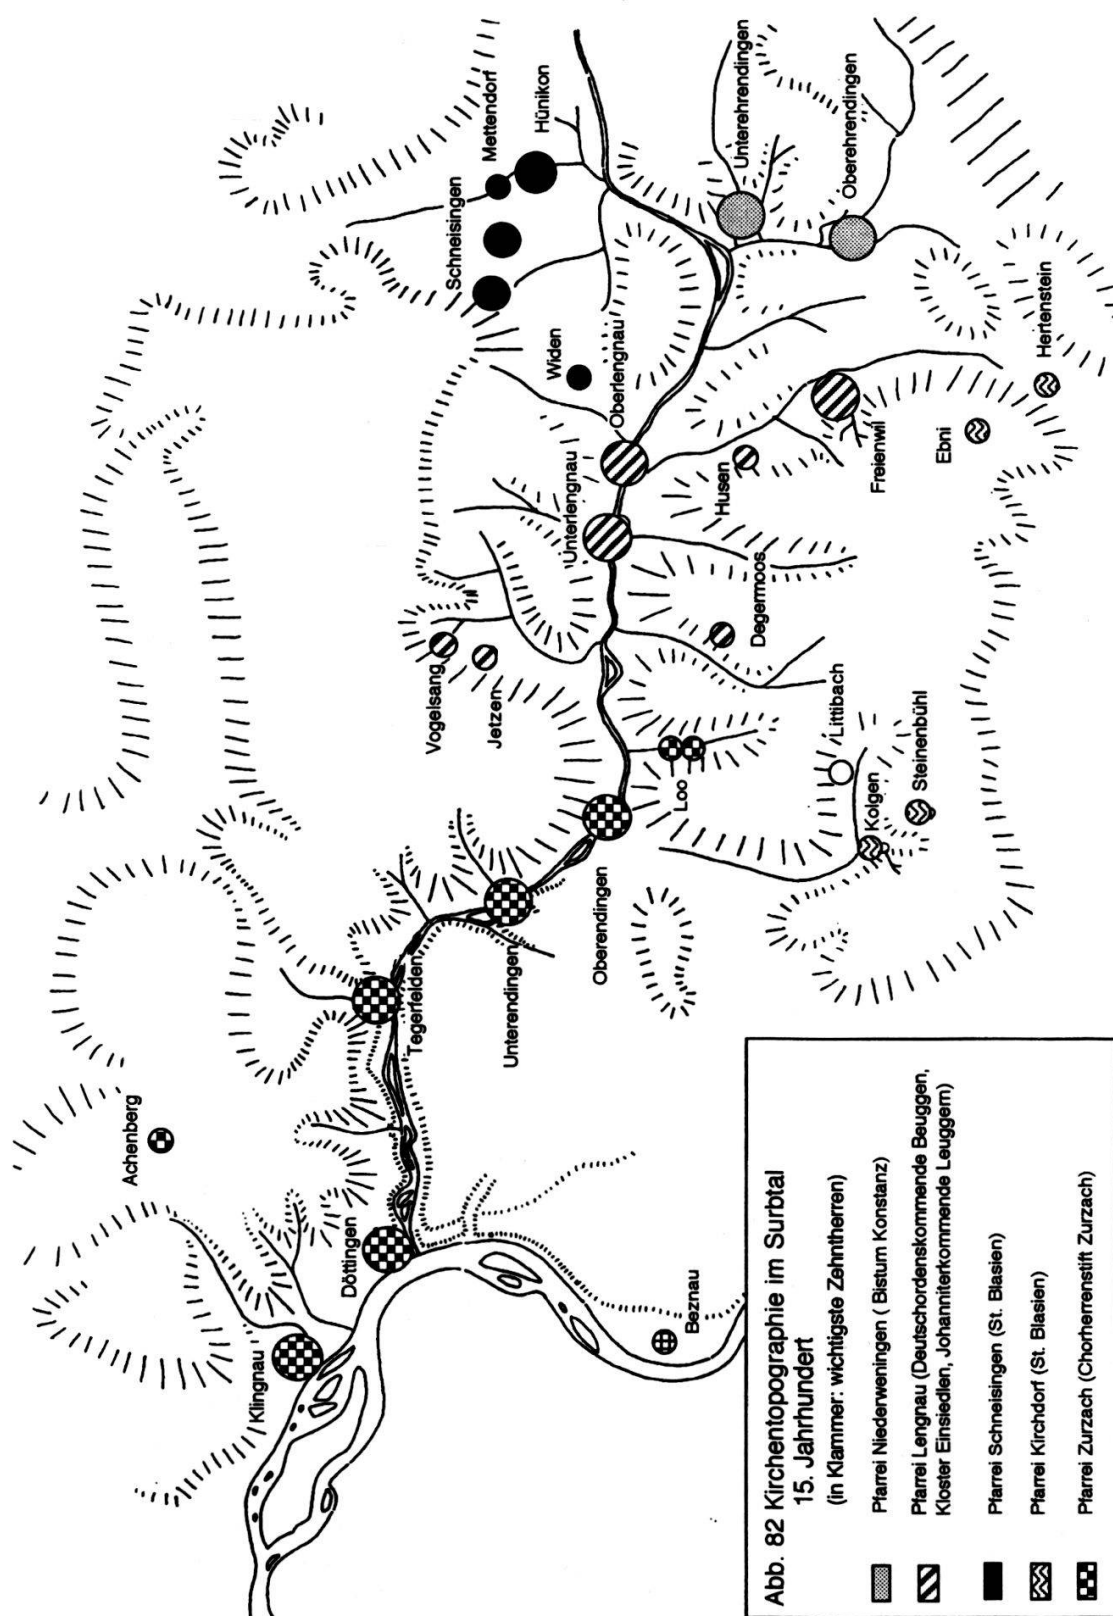 Abb. 82 Kirchentopographie im Surbtal
15. Jahrhundert
(in Klammer: wichtigste Zehntherren)
Pfarrei Niederweningen ( Bistum Konstanz)
Pfarrei Lengnau (Deutschordenskommende Beuggen,
Kloster Einsiedlen, Johanniterkommende Leuggern)
Pfarrei Schneisingen (St. Blasien)
Pfarrei Kirchdorf (St. Blasien)
Pfarrei Zurzach (Chorherrenstift Zurzach)
Klingnau
Döttingen
Achenberg
Beznau
Tegerfelden
Unterendingen
Oberendingen
Loo
Kolgen
Steinenbühl
Littibach
Vogelsang
Jetzen
Degermoos
Unterlengnau
Oberlengnau
Husen
Freienwil
Ebni
Hertenstein
Widen
Schneisingen
Mettendorf
Hünikon
Unterehrendingen
Oberehrendingen